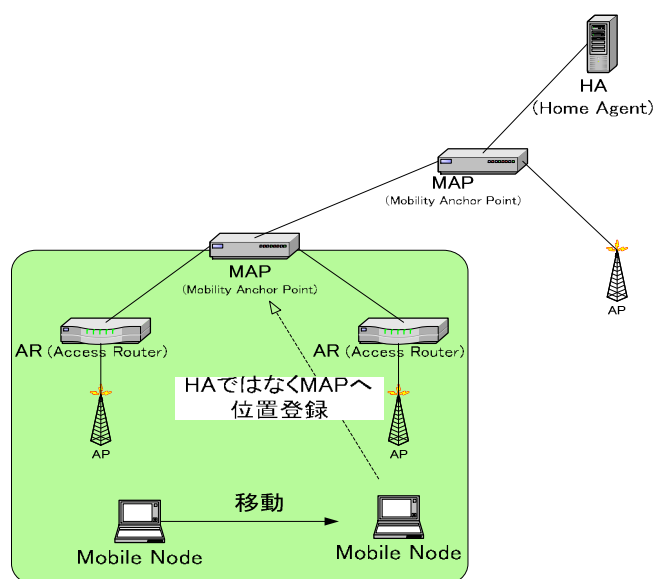 HA
(Home Agent)
MAP
(Mobility Anchor Point)
AP
MAP
(Mobility Anchor Point)
AR (Access Router)
AR (Access Router)
HAではなくMAPへ
位置登録
AP
AP
移動
Mobile Node
Mobile Node